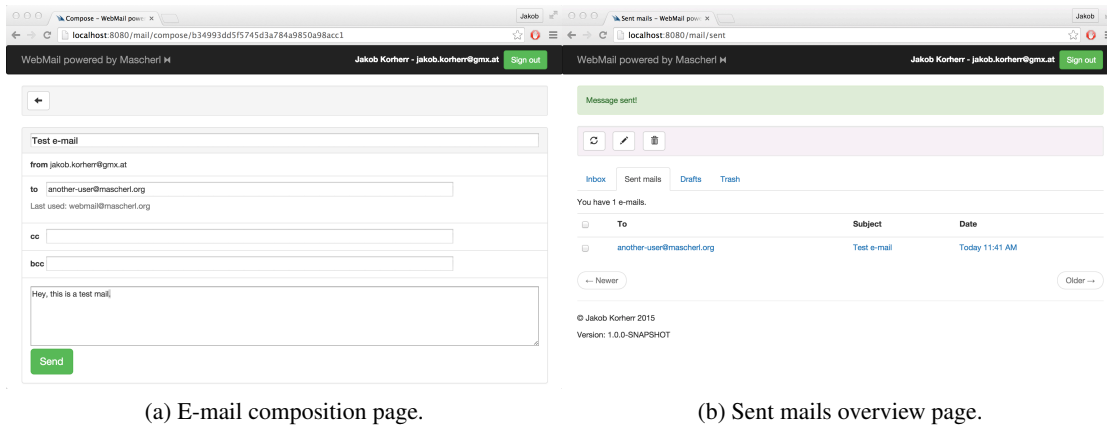 Compose - WebMail powe
Jakob
localhost:8080/mail/compose/b34993dd5f5745d3a784a9850a98acc1
WebMail powered by Mascherl
Jakob Korherr - jakob.korherr@gmx.at
Sign out
Test e-mail
from jakob.korherr@gmx.at
to another-user@mascherl.org
Last used: webmail@mascherl.org
cc
bcc
Hey, this is a test mail.
Send
(a) E-mail composition page.
Sent mails - WebMail pow
Jakob
localhost:8080/mail/sent
WebMail powered by Mascherl
Jakob Korherr - jakob.korherr@gmx.at
Sign out
Message sent!
Inbox Sent mails Drafts Trash
You have 1 e-mails.
To Subject Date
another-user@mascherl.org Test e-mail Today 11:41 AM
← Newer Older →
© Jakob Korherr 2015
Version: 1.0.0-SNAPSHOT
(b) Sent mails overview page.